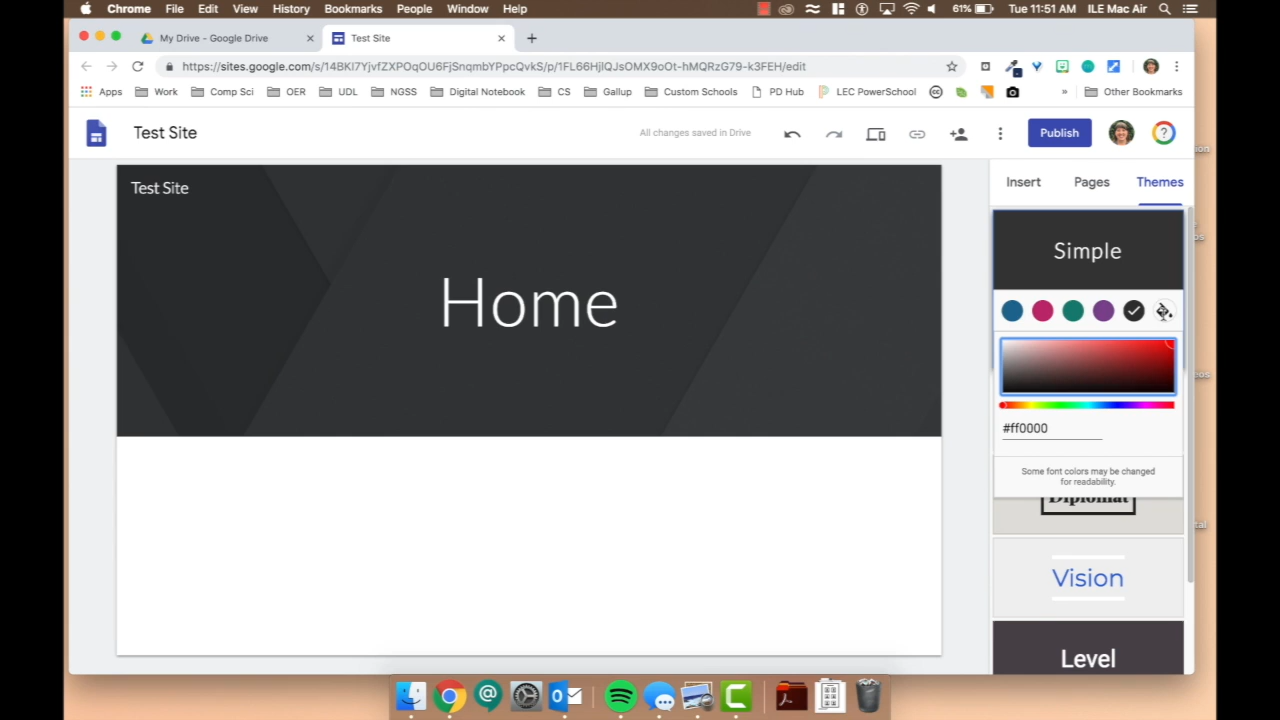 Chrome File Edit View History Bookmarks People Window Help 61% Tue 11:51 AM ILE Mac Air
My Drive - Google Drive Test Site
https://sites.google.com/s/14BKI7YjvfZXPOqOU6FjSnqmbYPpcQvkS/p/1FL66HjlQJsOMX9oOt-hMQRzG79-k3FEH/edit
Apps Work Comp Sci OER UDL NGSS Digital Notebook CS Gallup Custom Schools PD Hub LEC PowerSchool » Other Bookmarks
Test Site All changes saved in Drive Publish
Insert Pages Themes
Test Site
Home
Simple
#ff0000
Some font colors may be changed
for readability.
Diplomat
Vision
Level